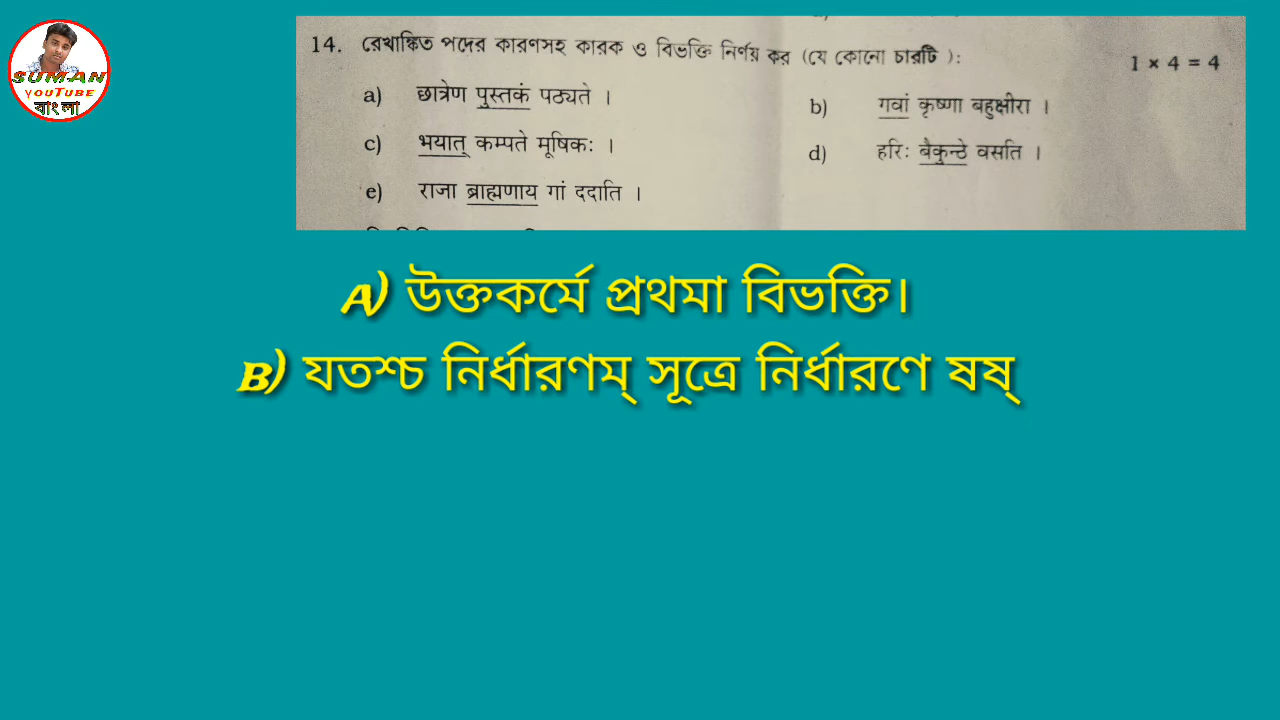 SUMAN
YOUTUBE
বাংলা
14. রেখাঙ্কিত পদের কারণসহ কারক ও বিভক্তি নির্ণয় কর (যে কোনো চারটি ): 1 × 4 = 4
a) छात्रेण पुस्तकं पठ्यते । b) गवां कृष्णा बहुक्षीरा ।
c) भयात् कम्पते मूषिकः । d) हरिः बैकुन्ठे वसति ।
e) राजा ब्राह्मणाय गां ददाति ।
A) উক্তকর্মে প্রথমা বিভক্তি।
B) যতশ্চ নির্ধারণম্ সূত্রে নির্ধারণে ষষ্